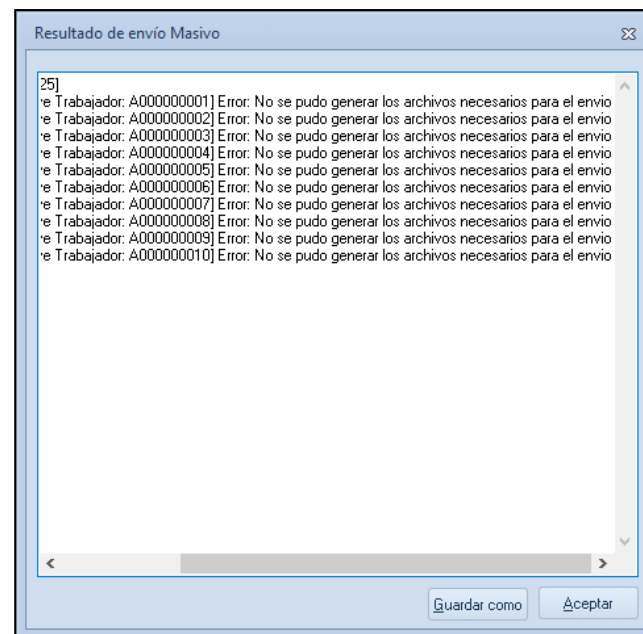 Resultado de envío Masivo
25]
e Trabajador: A000000001] Error: No se pudo generar los archivos necesarios para el envio
e Trabajador: A000000002] Error: No se pudo generar los archivos necesarios para el envio
e Trabajador: A000000003] Error: No se pudo generar los archivos necesarios para el envio
e Trabajador: A000000004] Error: No se pudo generar los archivos necesarios para el envio
e Trabajador: A000000005] Error: No se pudo generar los archivos necesarios para el envio
e Trabajador: A000000006] Error: No se pudo generar los archivos necesarios para el envio
e Trabajador: A000000007] Error: No se pudo generar los archivos necesarios para el envio
e Trabajador: A000000008] Error: No se pudo generar los archivos necesarios para el envio
e Trabajador: A000000009] Error: No se pudo generar los archivos necesarios para el envio
e Trabajador: A000000010] Error: No se pudo generar los archivos necesarios para el envio
Guardar como Aceptar